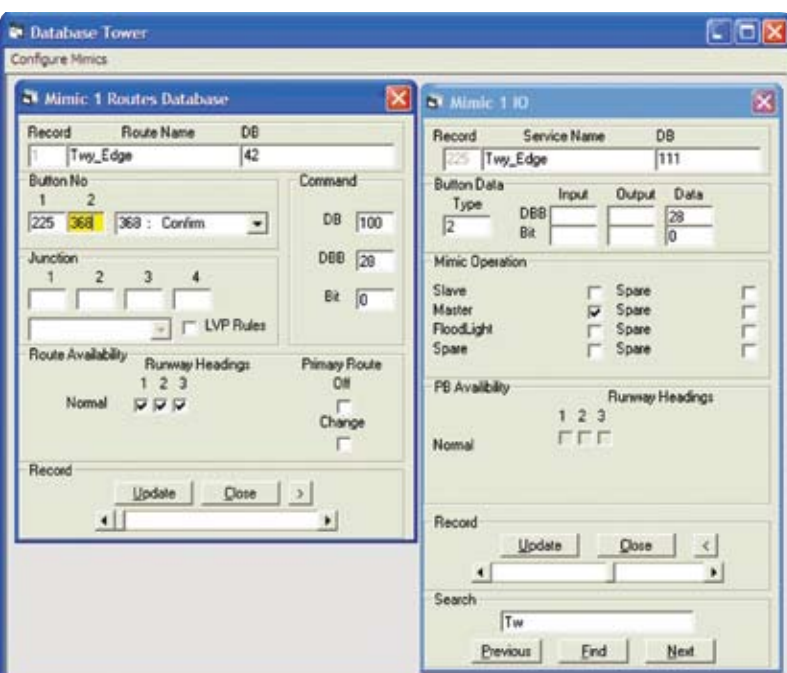 Database Tower
Configure Mimics
Mimic 1 Routes Database
Record Route Name DB
1 Twy_Edge 42
Button No
1 2
225 368 368 : Confirm
Command
DB 100
DBB 28
Bit 0
Junction
1 2 3 4
LVP Rules
Route Availability
Runway Headings
1 2 3
Normal
Primary Route
Off
Change
Record
Update Close >
Mimic 1 IO
Record Service Name DB
225 Twy_Edge 111
Button Data
Type Input Output Data
2 DBB 28
Bit 0
Mimic Operation
Slave Spare
Master Spare
FloodLight Spare
Spare Spare
PB Availibility
Runway Headings
1 2 3
Normal
Record
Update Close <
Search
Tw
Previous Find Next